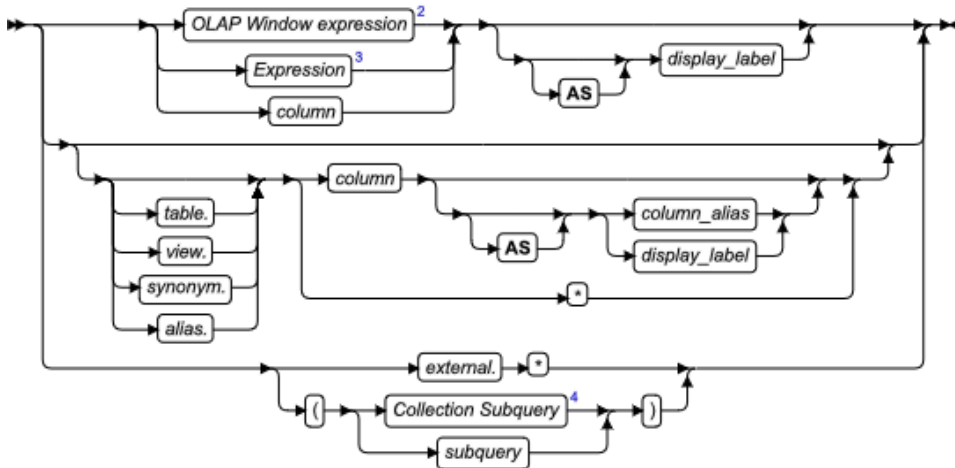 OLAP Window expression 2
display_label
Expression 3
AS
column
column
table.
column_alias
AS
view.
display_label
synonym.
*
alias.
external. *
( Collection Subquery 4 )
subquery